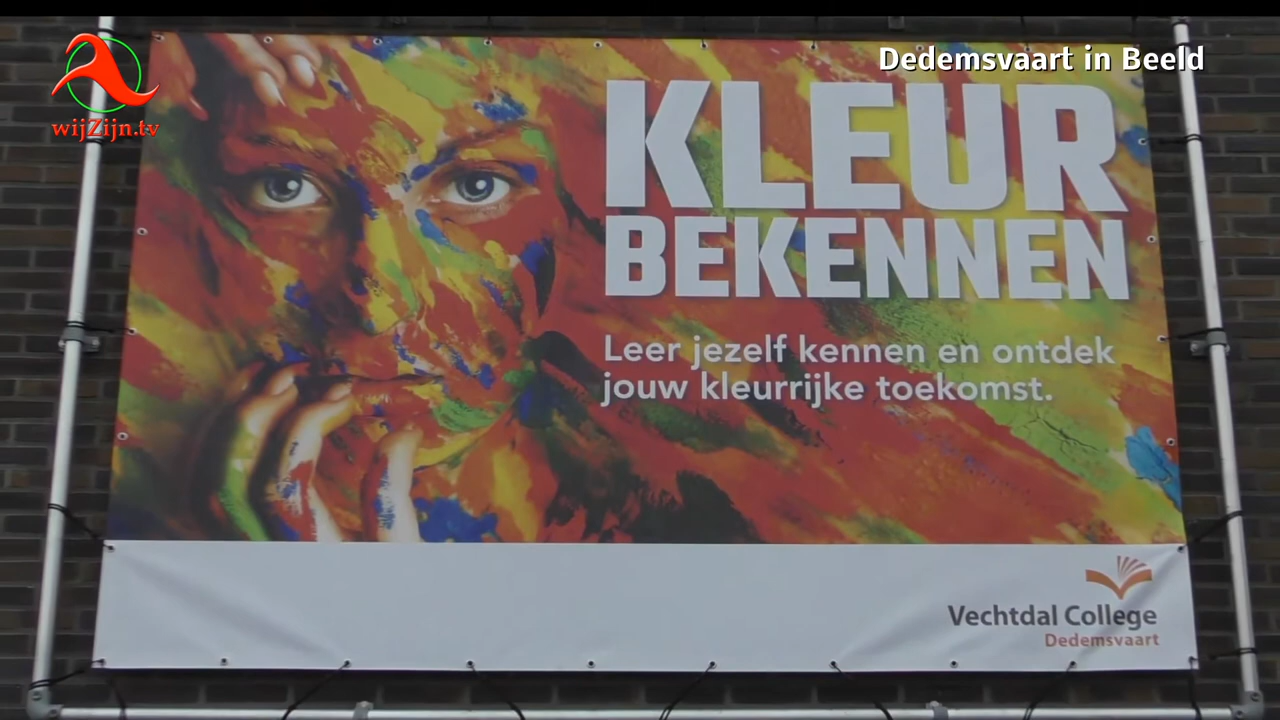 Dedemsvaart in Beeld
wijZijn.tv
KLEUR
BEKENNEN
Leer jezelf kennen en ontdek
jouw kleurrijke toekomst.
Vechtdal College
Dedemsvaart